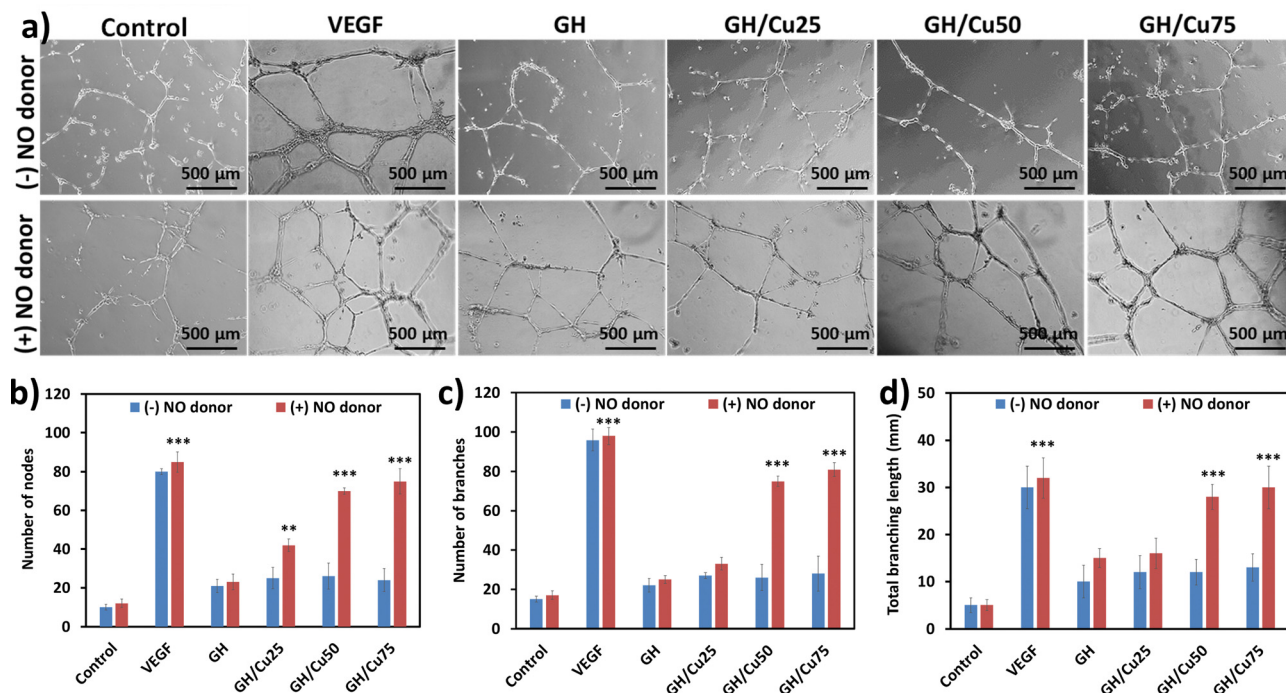 a)
Control VEGF GH GH/Cu25 GH/Cu50 GH/Cu75
(-) NO donor
500 µm 500 µm 500 µm 500 µm 500 µm 500 µm
(+) NO donor
500 µm 500 µm 500 µm 500 µm 500 µm 500 µm
b)
(-) NO donor (+) NO donor
Number of nodes
120
100
80
60
40
20
0
***
**
***
***
Control VEGF GH GH/Cu25 GH/Cu50 GH/Cu75
c)
(-) NO donor (+) NO donor
Number of branches
120
100
80
60
40
20
0
***
***
***
Control VEGF GH GH/Cu25 GH/Cu50 GH/Cu75
d)
(-) NO donor (+) NO donor
Total branching length (mm)
50
40
30
20
10
0
***
***
***
Control VEGF GH GH/Cu25 GH/Cu50 GH/Cu75